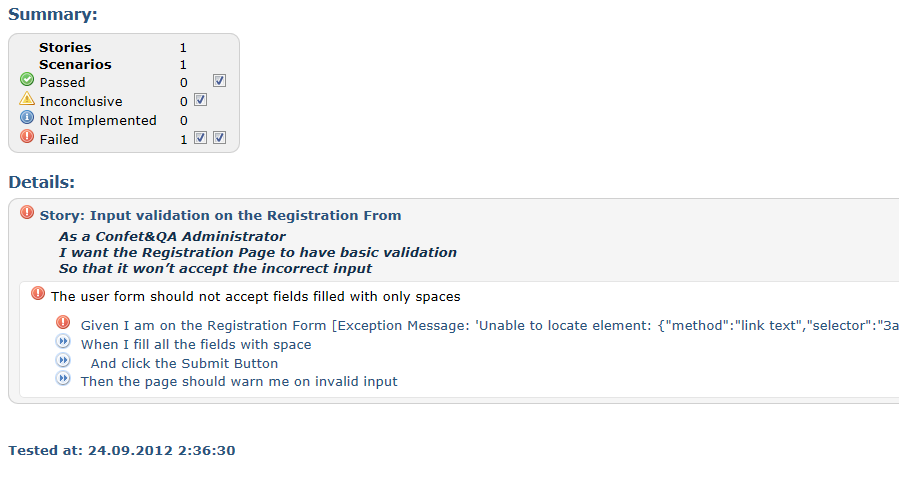 Summary:
Stories 1
Scenarios 1
Passed 0
Inconclusive 0
Not Implemented 0
Failed 1
Details:
Story: Input validation on the Registration From
As a Confet&QA Administrator
I want the Registration Page to have basic validation
So that it won’t accept the incorrect input
The user form should not accept fields filled with only spaces
Given I am on the Registration Form [Exception Message: 'Unable to locate element: {"method":"link text","selector":"За
When I fill all the fields with space
And click the Submit Button
Then the page should warn me on invalid input
Tested at: 24.09.2012 2:36:30